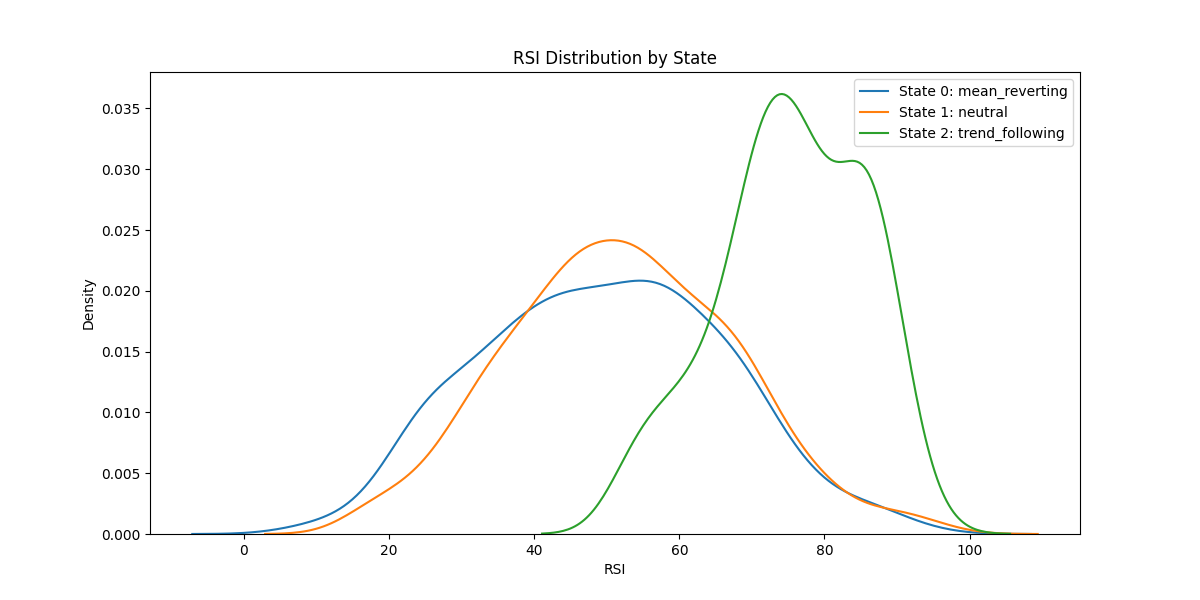 RSI Distribution by State
State 0: mean_reverting
State 1: neutral
State 2: trend_following
Density
0.035
0.030
0.025
0.020
0.015
0.010
0.005
0.000
0 20 40 60 80 100
RSI